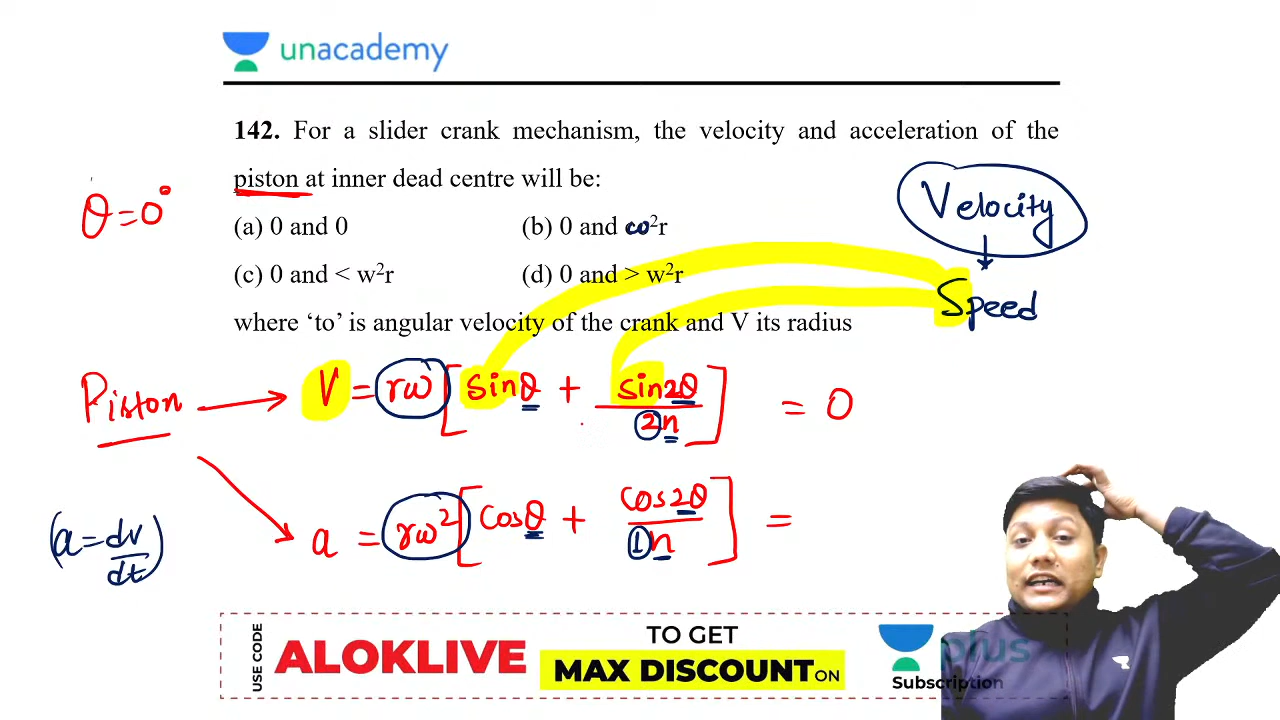 unacademy
142. For a slider crank mechanism, the velocity and acceleration of the
piston at inner dead centre will be:
(a) 0 and 0
(b) 0 and co²r
(c) 0 and < w²r
(d) 0 and > w²r
where 'to' is angular velocity of the crank and V its radius
θ = 0°
Velocity
↓
Speed
Piston → V = rω [sinθ + sin2θ/2n] = 0
a = rω² [cosθ + cos2θ/1n] =
(a = dv/dt)
USE CODE
ALOKLIVE
TO GET
MAX DISCOUNT ON
plus
Subscription